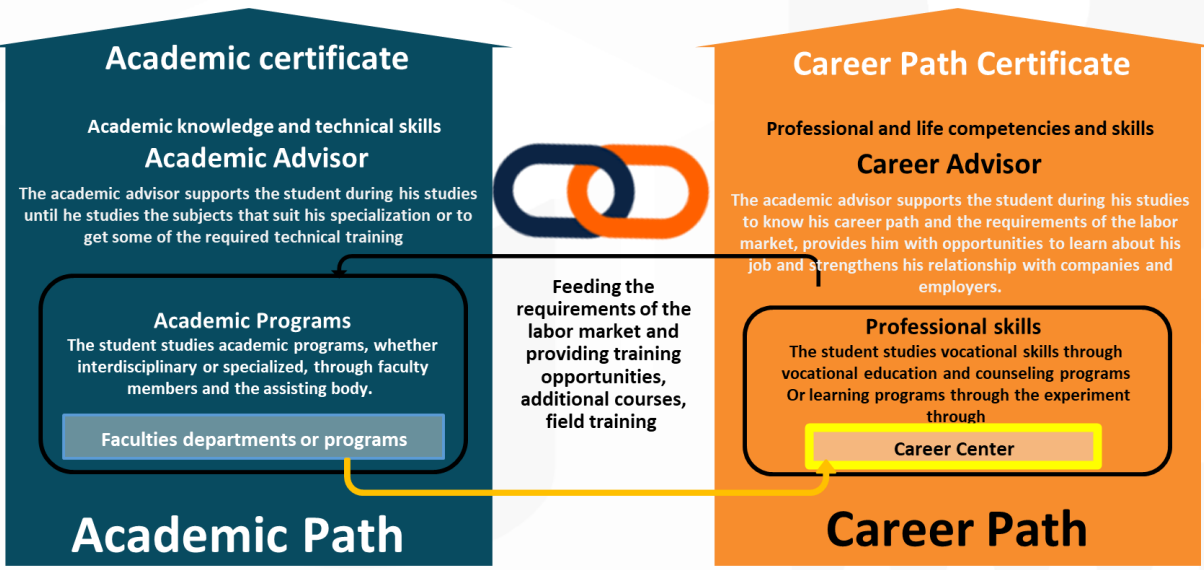 Academic certificate
Academic knowledge and technical skills
Academic Advisor
The academic advisor supports the student during his studies
until he studies the subjects that suit his specialization or to
get some of the required technical training
Academic Programs
The student studies academic programs, whether
interdisciplinary or specialized, through faculty
members and the assisting body.
Faculties departments or programs
Academic Path
Feeding the
requirements of the
labor market and
providing training
opportunities,
additional courses,
field training
Career Path Certificate
Professional and life competencies and skills
Career Advisor
The academic advisor supports the student during his studies
to know his career path and the requirements of the labor
market, provides him with opportunities to learn about his
job and strengthens his relationship with companies and
employers.
Professional skills
The student studies vocational skills through
vocational education and counseling programs
Or learning programs through the experiment
through
Career Center
Career Path